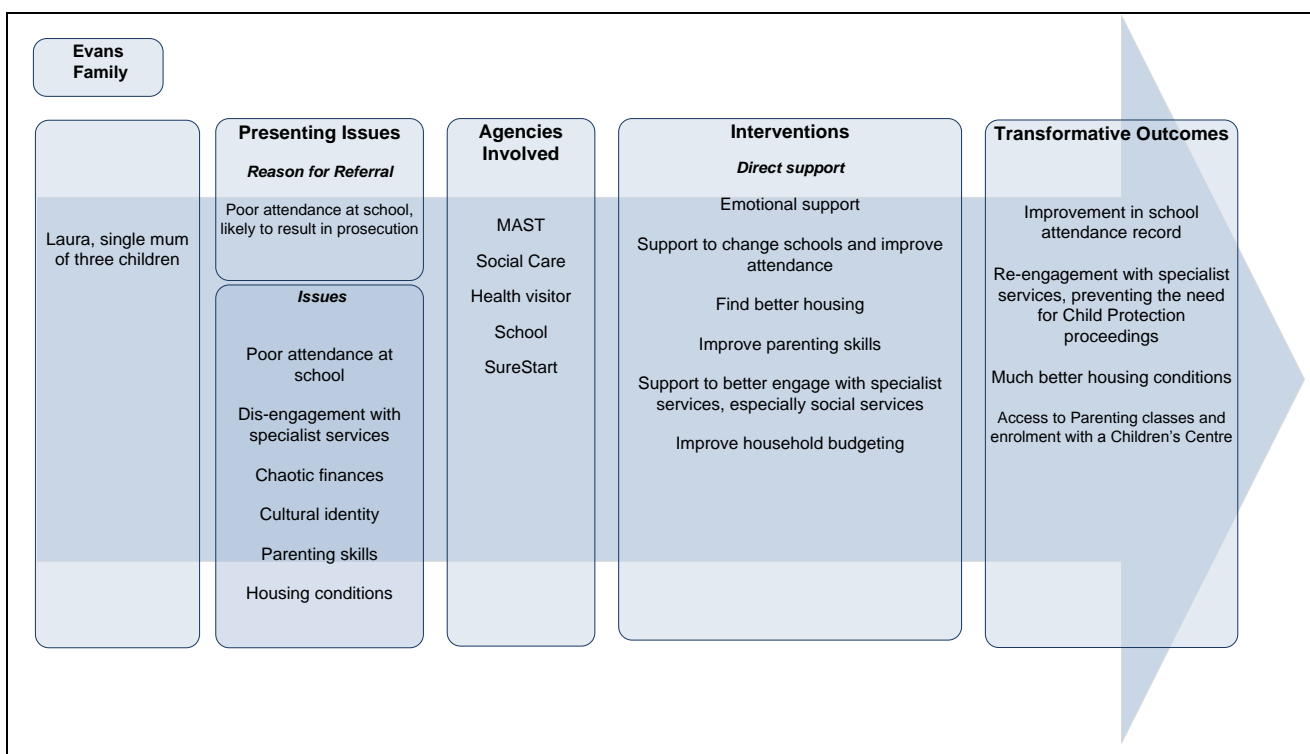 Evans
Family
Laura, single mum
of three children
Presenting Issues
Reason for Referral
Poor attendance at school,
likely to result in prosecution
Issues
Poor attendance at
school
Dis-engagement with
specialist services
Chaotic finances
Cultural identity
Parenting skills
Housing conditions
Agencies
Involved
MAST
Social Care
Health visitor
School
SureStart
Interventions
Direct support
Emotional support
Support to change schools and improve
attendance
Find better housing
Improve parenting skills
Support to better engage with specialist
services, especially social services
Improve household budgeting
Transformative Outcomes
Improvement in school
attendance record
Re-engagement with specialist
services, preventing the need
for Child Protection
proceedings
Much better housing conditions
Access to Parenting classes and
enrolment with a Children’s Centre